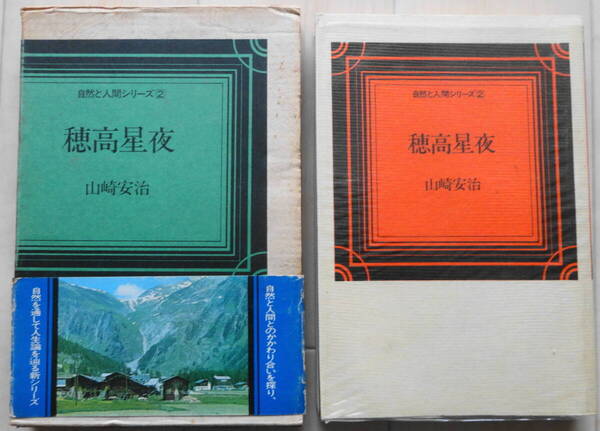 自然と人間シリーズ②
穂高星夜
山崎安治
自然と人間とのかかわり合いを探り、
自然を通して人生論を辿る新シリーズ
自然と人間シリーズ②
穂高星夜
山崎安治